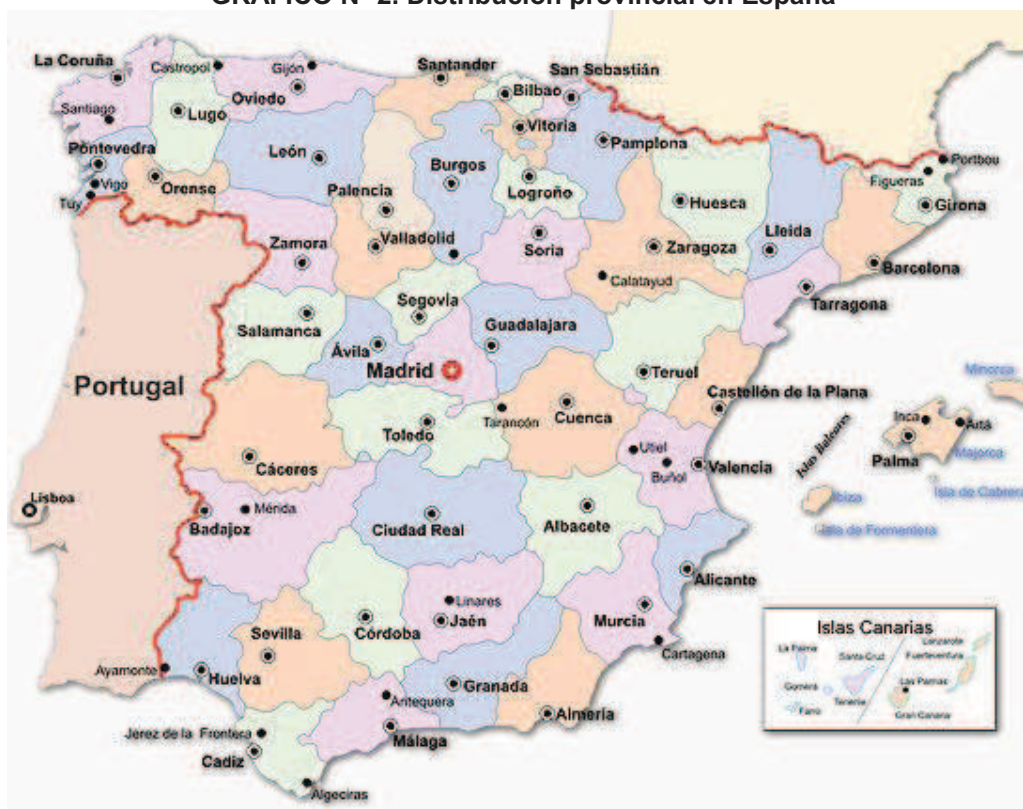 GRÁFICO Nº 2: Distribución provincial en España
La Coruña
Castropol
Gijón
Santander
San Sebastián
Santiago
Lugo
Oviedo
Bilbao
Vitoria
Pamplona
Pontevedra
León
Burgos
Portbou
Vigo
Orense
Palencia
Logroño
Huesca
Figueras
Tuy
Girona
Zamora
Valladolid
Soria
Zaragoza
Lleida
Barcelona
Calatayud
Segovia
Tarragona
Salamanca
Guadalajara
Ávila
Madrid
Teruel
Portugal
Castellón de la Plana
Minorca
Toledo
Tarancón
Cuenca
Islas Baleares
Inca
Artá
Cáceres
Utiel
Buñol
Valencia
Palma
Majorca
Isla de Cabrera
Lisboa
Badajoz
Mérida
Ciudad Real
Albacete
Ibiza
Isla de Formentera
Alicante
Linares
Córdoba
Jaén
Murcia
Sevilla
Cartagena
Ayamonte
Huelva
Granada
Antequera
Almería
Jerez de la Frontera
Málaga
Cadiz
Algeciras
Islas Canarias
La Palma
Santa Cruz
Lanzarote
Fuerteventura
Gomera
Tenerife
Las Palmas
Gran Canaria